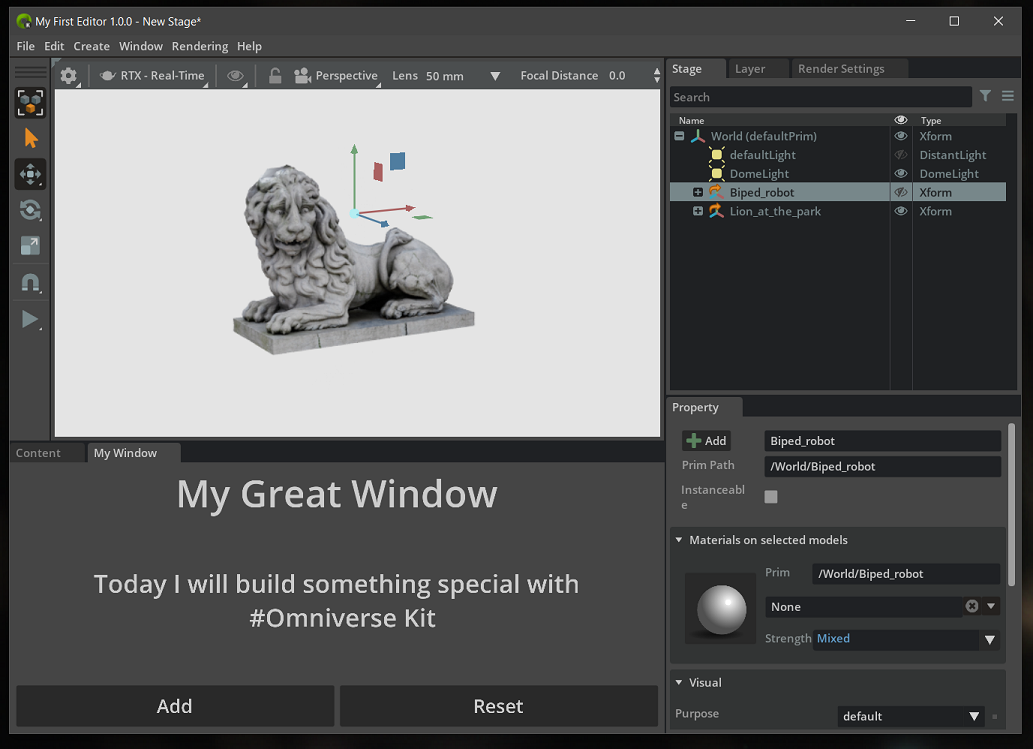 My First Editor 1.0.0 - New Stage*
File Edit Create Window Rendering Help
RTX - Real-Time Perspective Lens 50 mm Focal Distance 0.0
Stage Layer Render Settings
Search
Name Type
World (defaultPrim) Xform
defaultLight DistantLight
DomeLight DomeLight
Biped_robot Xform
Lion_at_the_park Xform
Property
Add Biped_robot
Prim Path /World/Biped_robot
Instanceabl
e
Materials on selected models
Prim /World/Biped_robot
None
Strength Mixed
Visual
Purpose default
Content My Window
My Great Window
Today I will build something special with
#Omniverse Kit
Add Reset